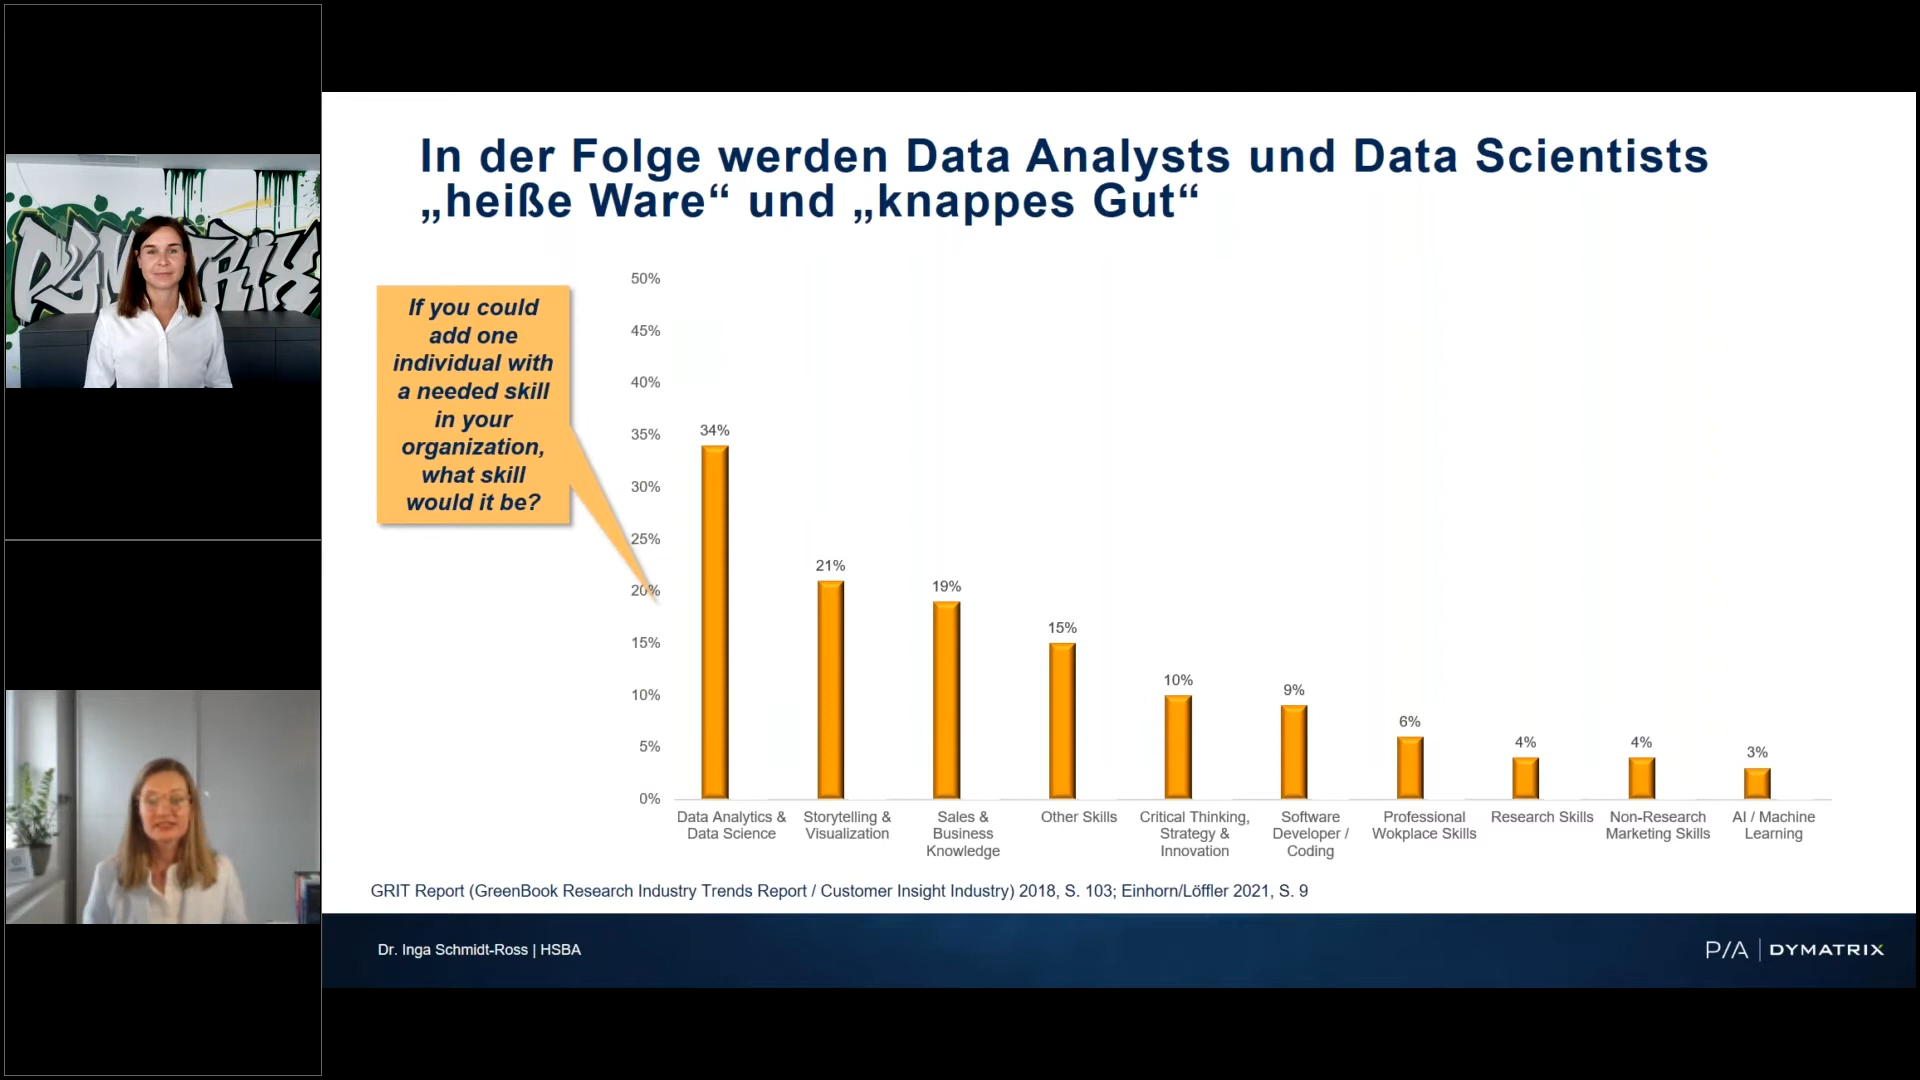 DYMATRIX
In der Folge werden Data Analysts und Data Scientists
„heiße Ware“ und „knappes Gut“
If you could
add one
individual with
a needed skill
in your
organization,
what skill
would it be?
50%
45%
40%
35%
30%
25%
20%
15%
10%
5%
0%
34%
21%
19%
15%
10%
9%
6%
4%
4%
3%
Data Analytics &
Data Science
Storytelling &
Visualization
Sales &
Business
Knowledge
Other Skills
Critical Thinking,
Strategy &
Innovation
Software
Developer /
Coding
Professional
Wokplace Skills
Research Skills
Non-Research
Marketing Skills
AI / Machine
Learning
GRIT Report (GreenBook Research Industry Trends Report / Customer Insight Industry) 2018, S. 103; Einhorn/Löffler 2021, S. 9
Dr. Inga Schmidt-Ross | HSBA
P/A | DYMATRIX